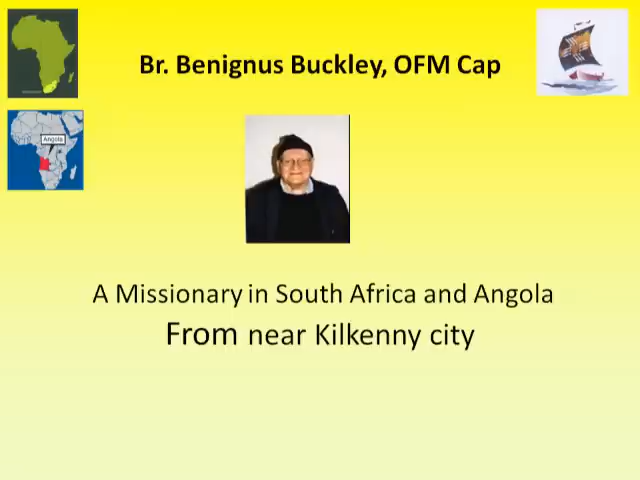 Br. Benignus Buckley, OFM Cap
Angola
A Missionary in South Africa and Angola
From near Kilkenny city